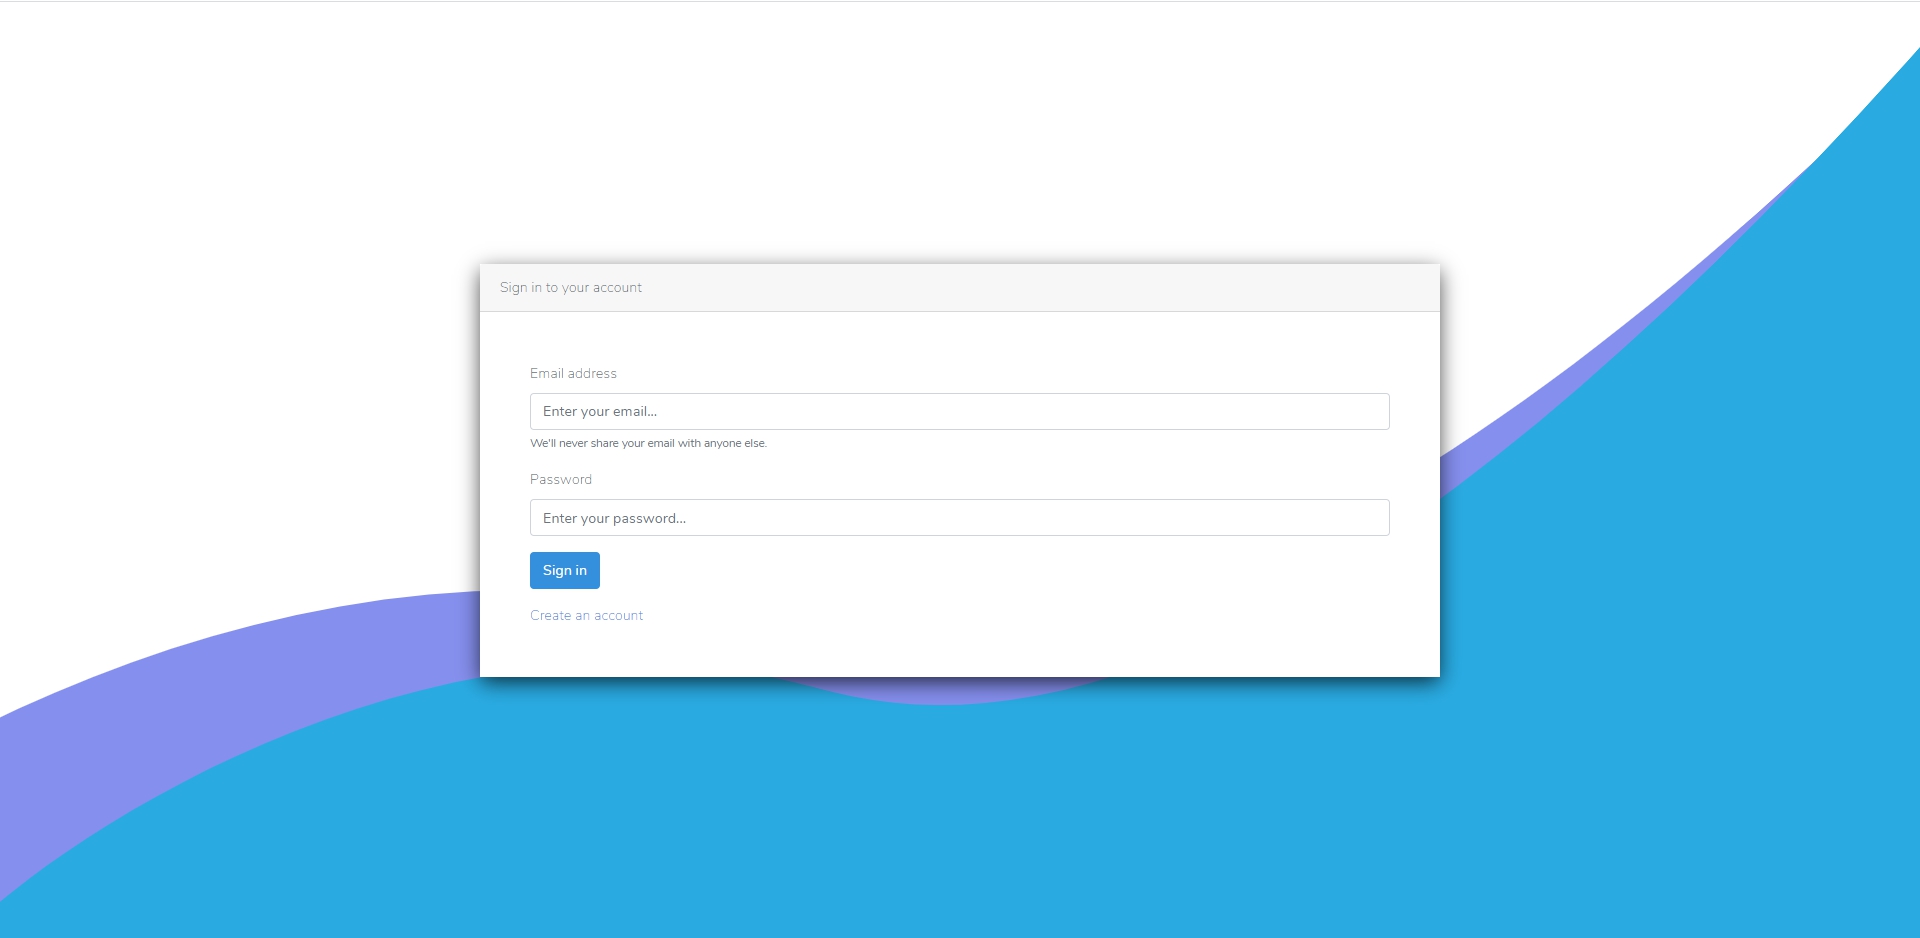 Sign in to your account
Email address
Enter your email...
We'll never share your email with anyone else.
Password
Enter your password...
Sign in
Create an account